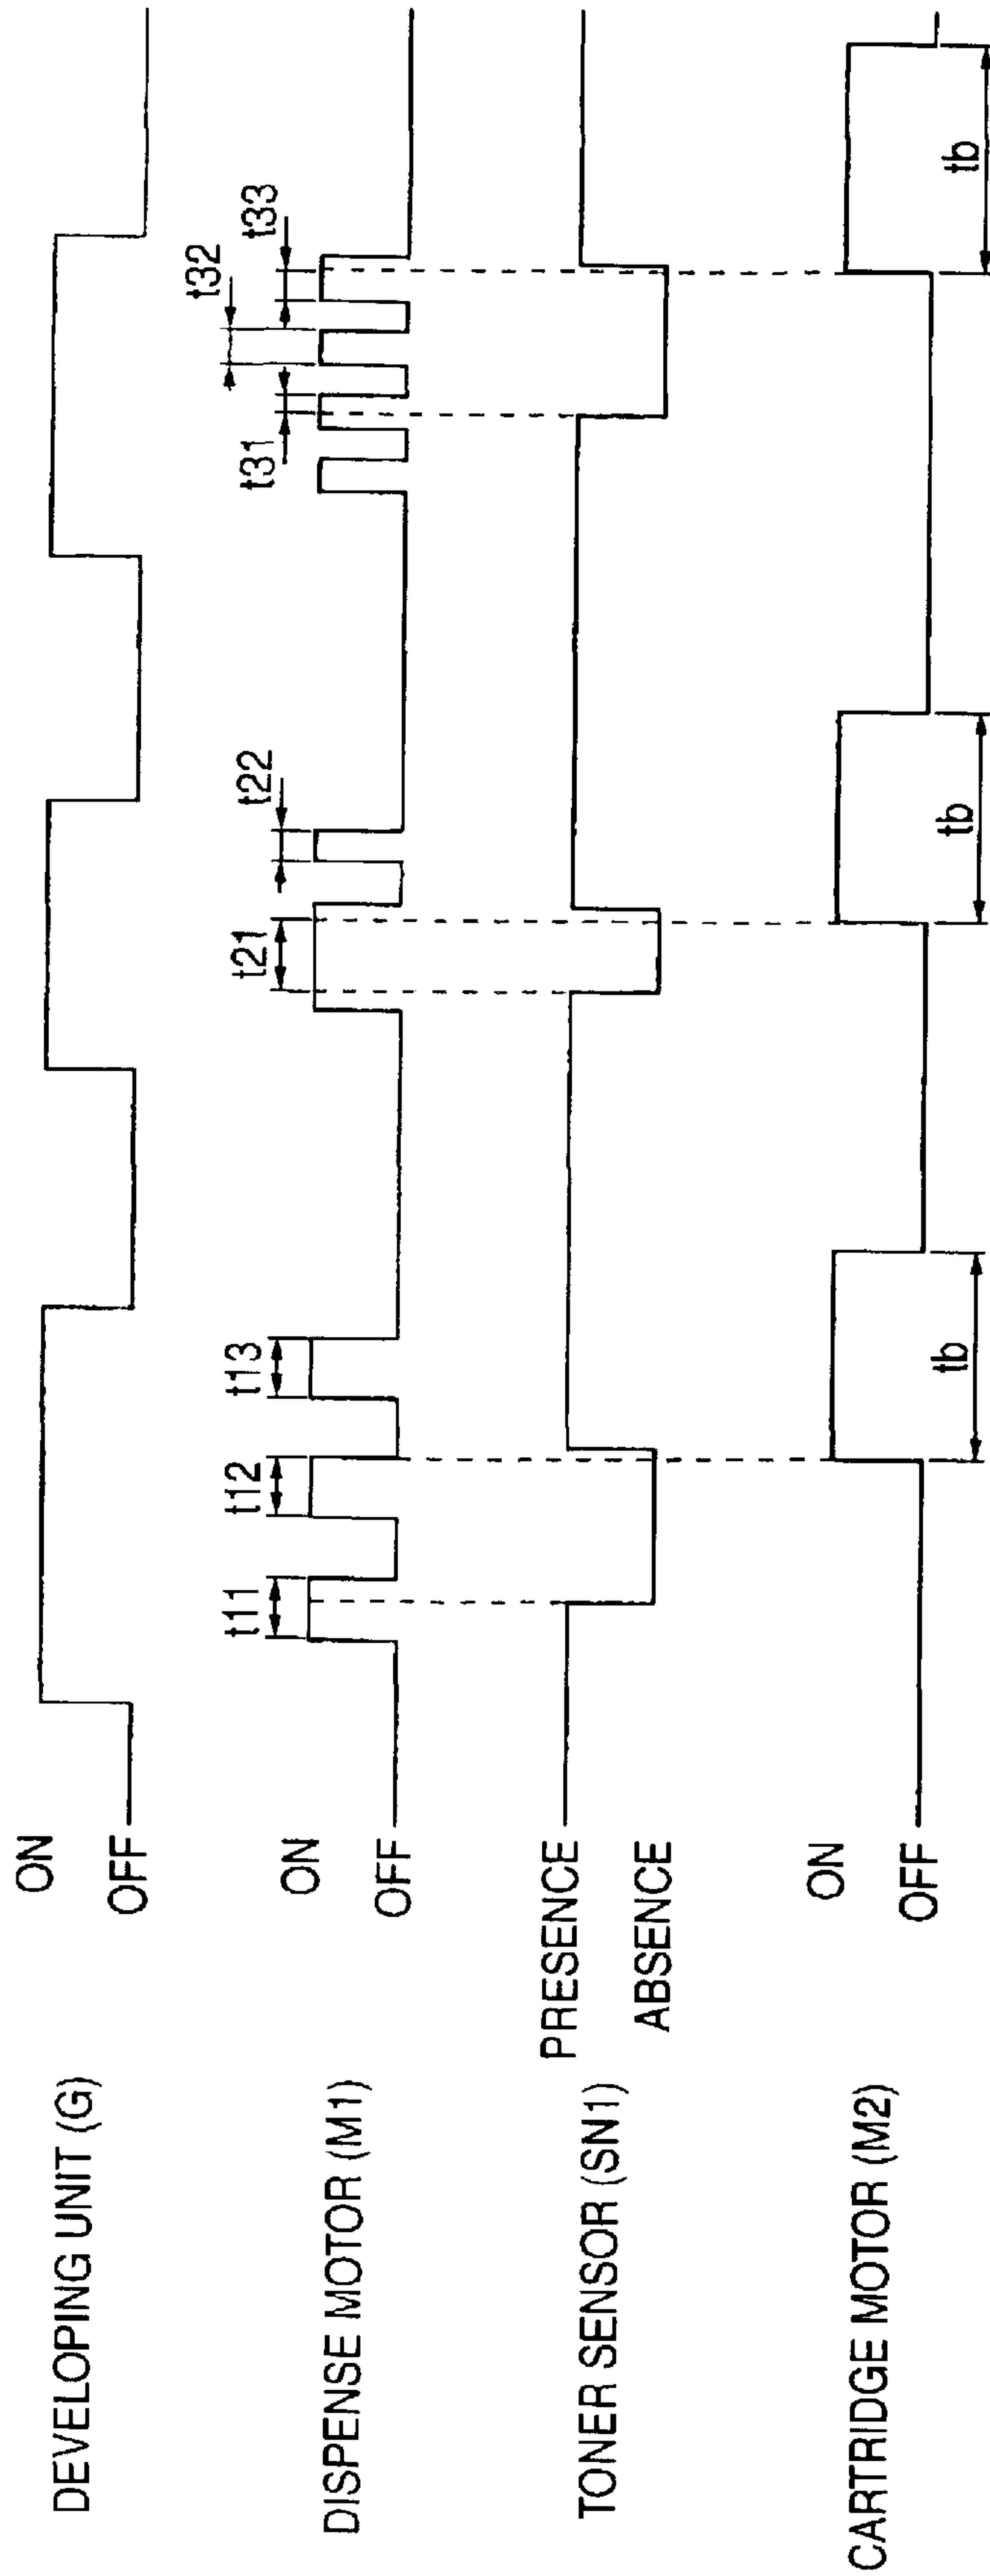 DEVELOPING UNIT (G)
ON
OFF
DISPENSE MOTOR (M1)
ON
OFF
t11
t12
t13
t21
t22
t31
t32
t33
TONER SENSOR (SN1)
PRESENCE
ABSENCE
CARTRIDGE MOTOR (M2)
ON
OFF
tb
tb
tb